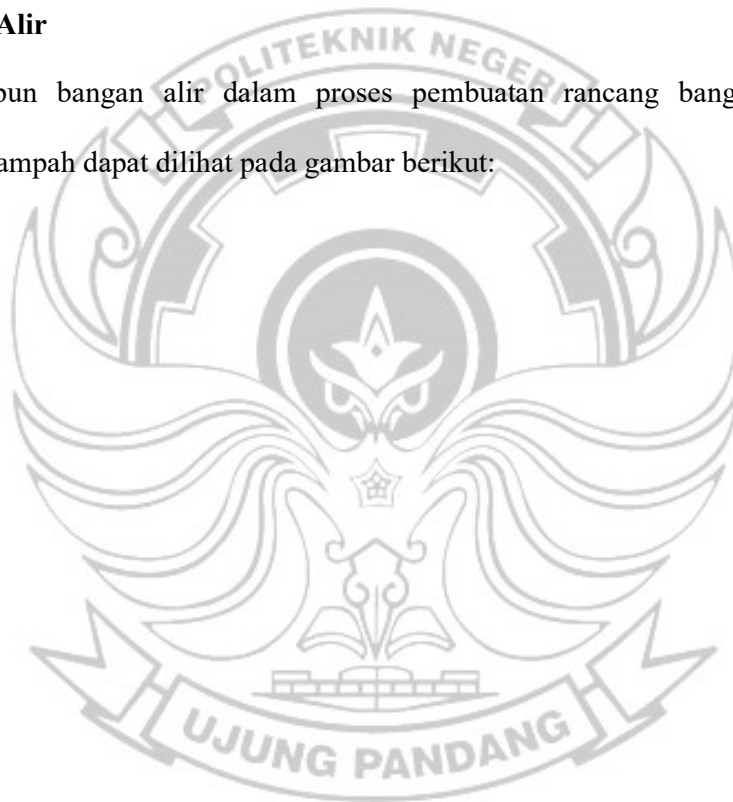 Alir
POLITEKNIK NEGERI
pun bangan alir dalam proses pembuatan rancang bang
ampah dapat dilihat pada gambar berikut:
UJUNG PANDANG